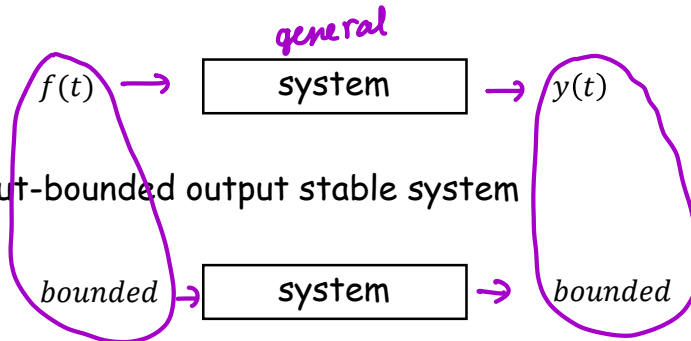 general
f(t) → system → y(t)
ut-bounded output stable system
bounded → system → bounded